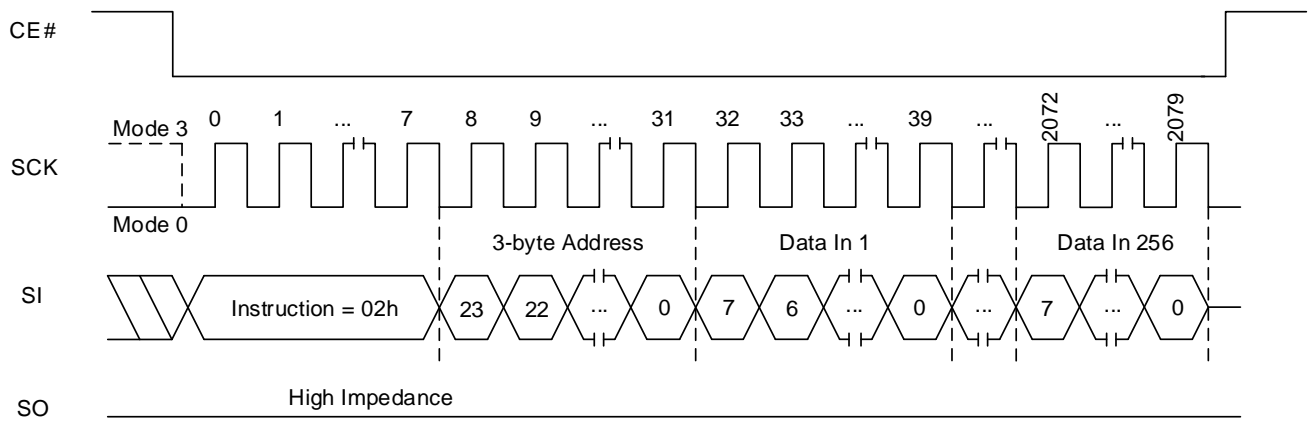 CE#
0 1 ... 7 8 9 ... 31 32 33 ... 39 ... 2072 ... 2079
Mode 3
SCK
Mode 0
3-byte Address Data In 1 Data In 256
SI
Instruction = 02h 23 22 ... 0 7 6 ... 0 ... 7 ... 0
High Impedance
SO